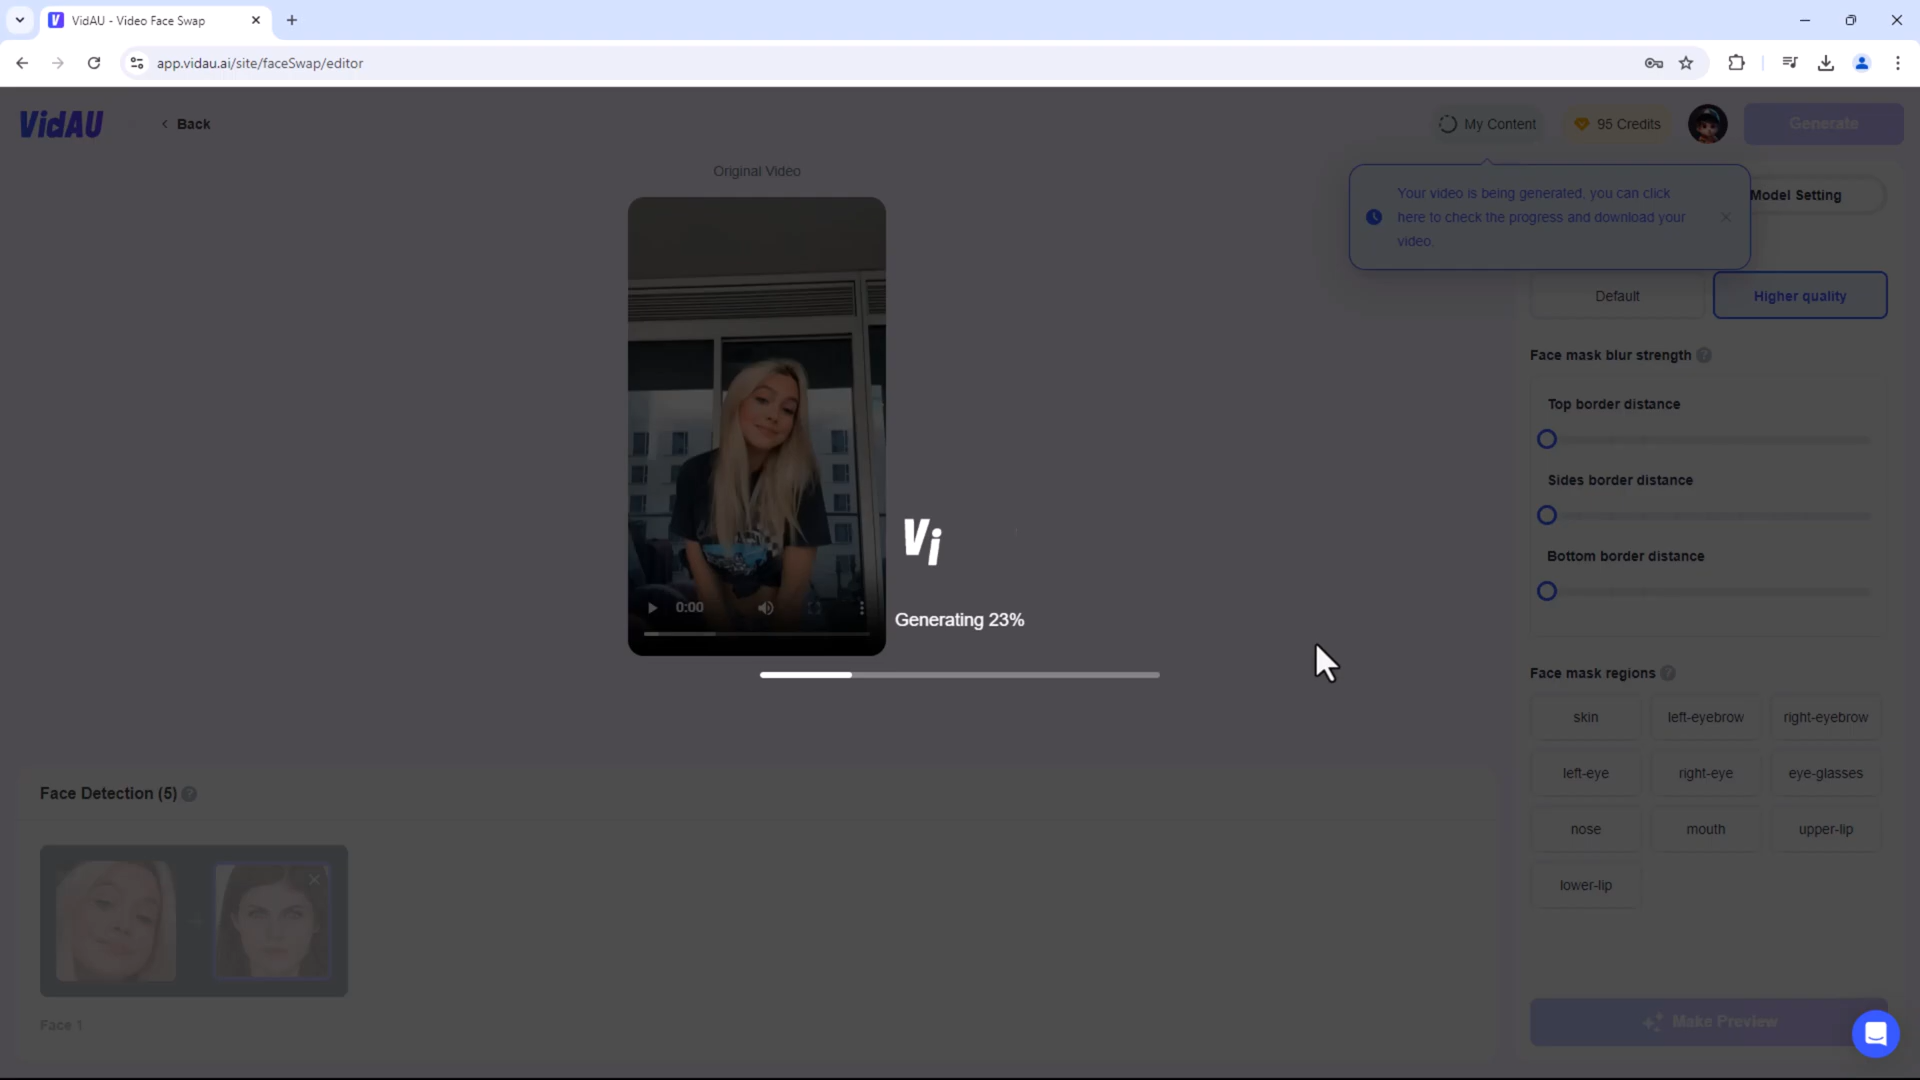 VidAU - Video Face Swap
app.vidau.ai/site/faceSwap/editor
VidAU
Back
My Content
95 Credits
Generate
Original Video
Your video is being generated, you can click
here to check the progress and download your
video.
Model Setting
Default
Higher quality
Face mask blur strength ?
Top border distance
Sides border distance
Bottom border distance
0:00
Vi
Generating 23%
Face mask regions ?
skin
left-eyebrow
right-eyebrow
left-eye
right-eye
eye-glasses
nose
mouth
upper-lip
lower-lip
Face Detection (5) ?
Face 1
Make Preview